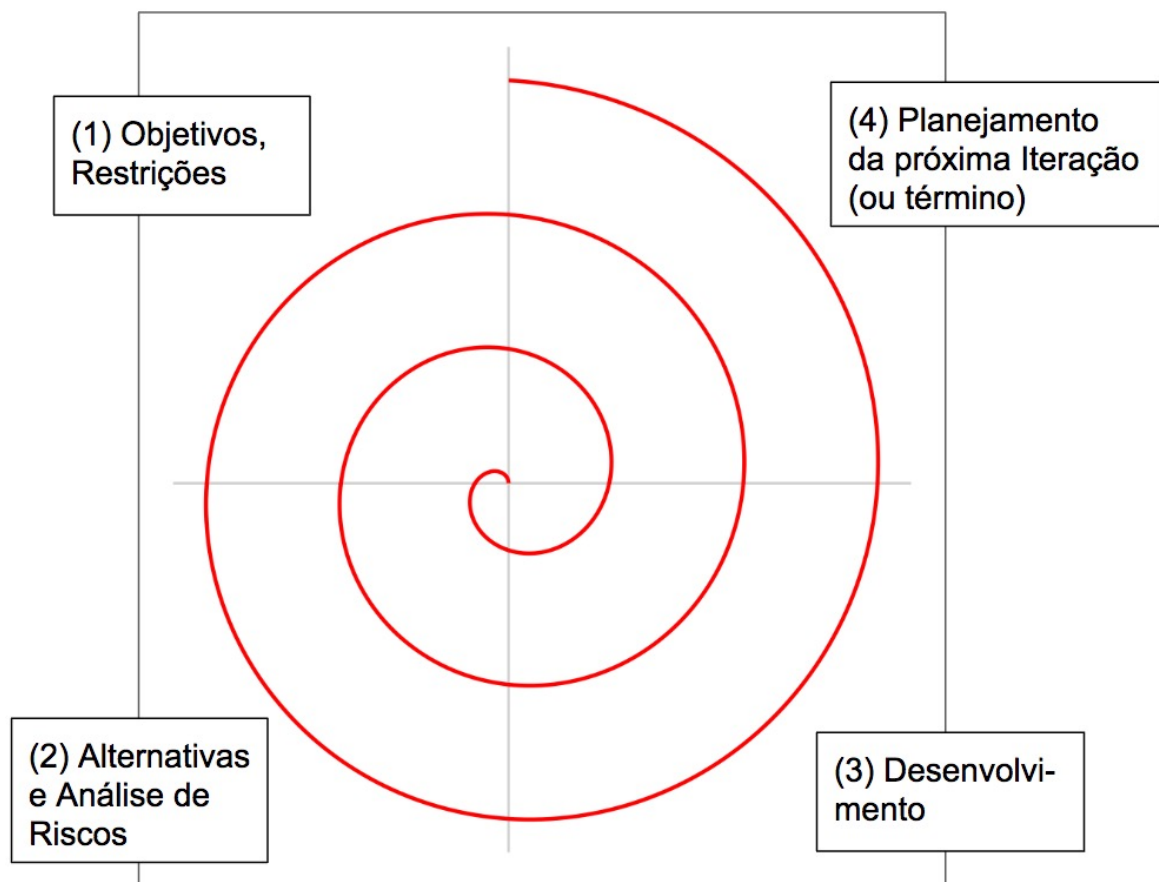 (1) Objetivos,
Restrições
(4) Planejamento
da próxima Iteração
(ou término)
(2) Alternativas
e Análise de
Riscos
(3) Desenvolvi-
mento